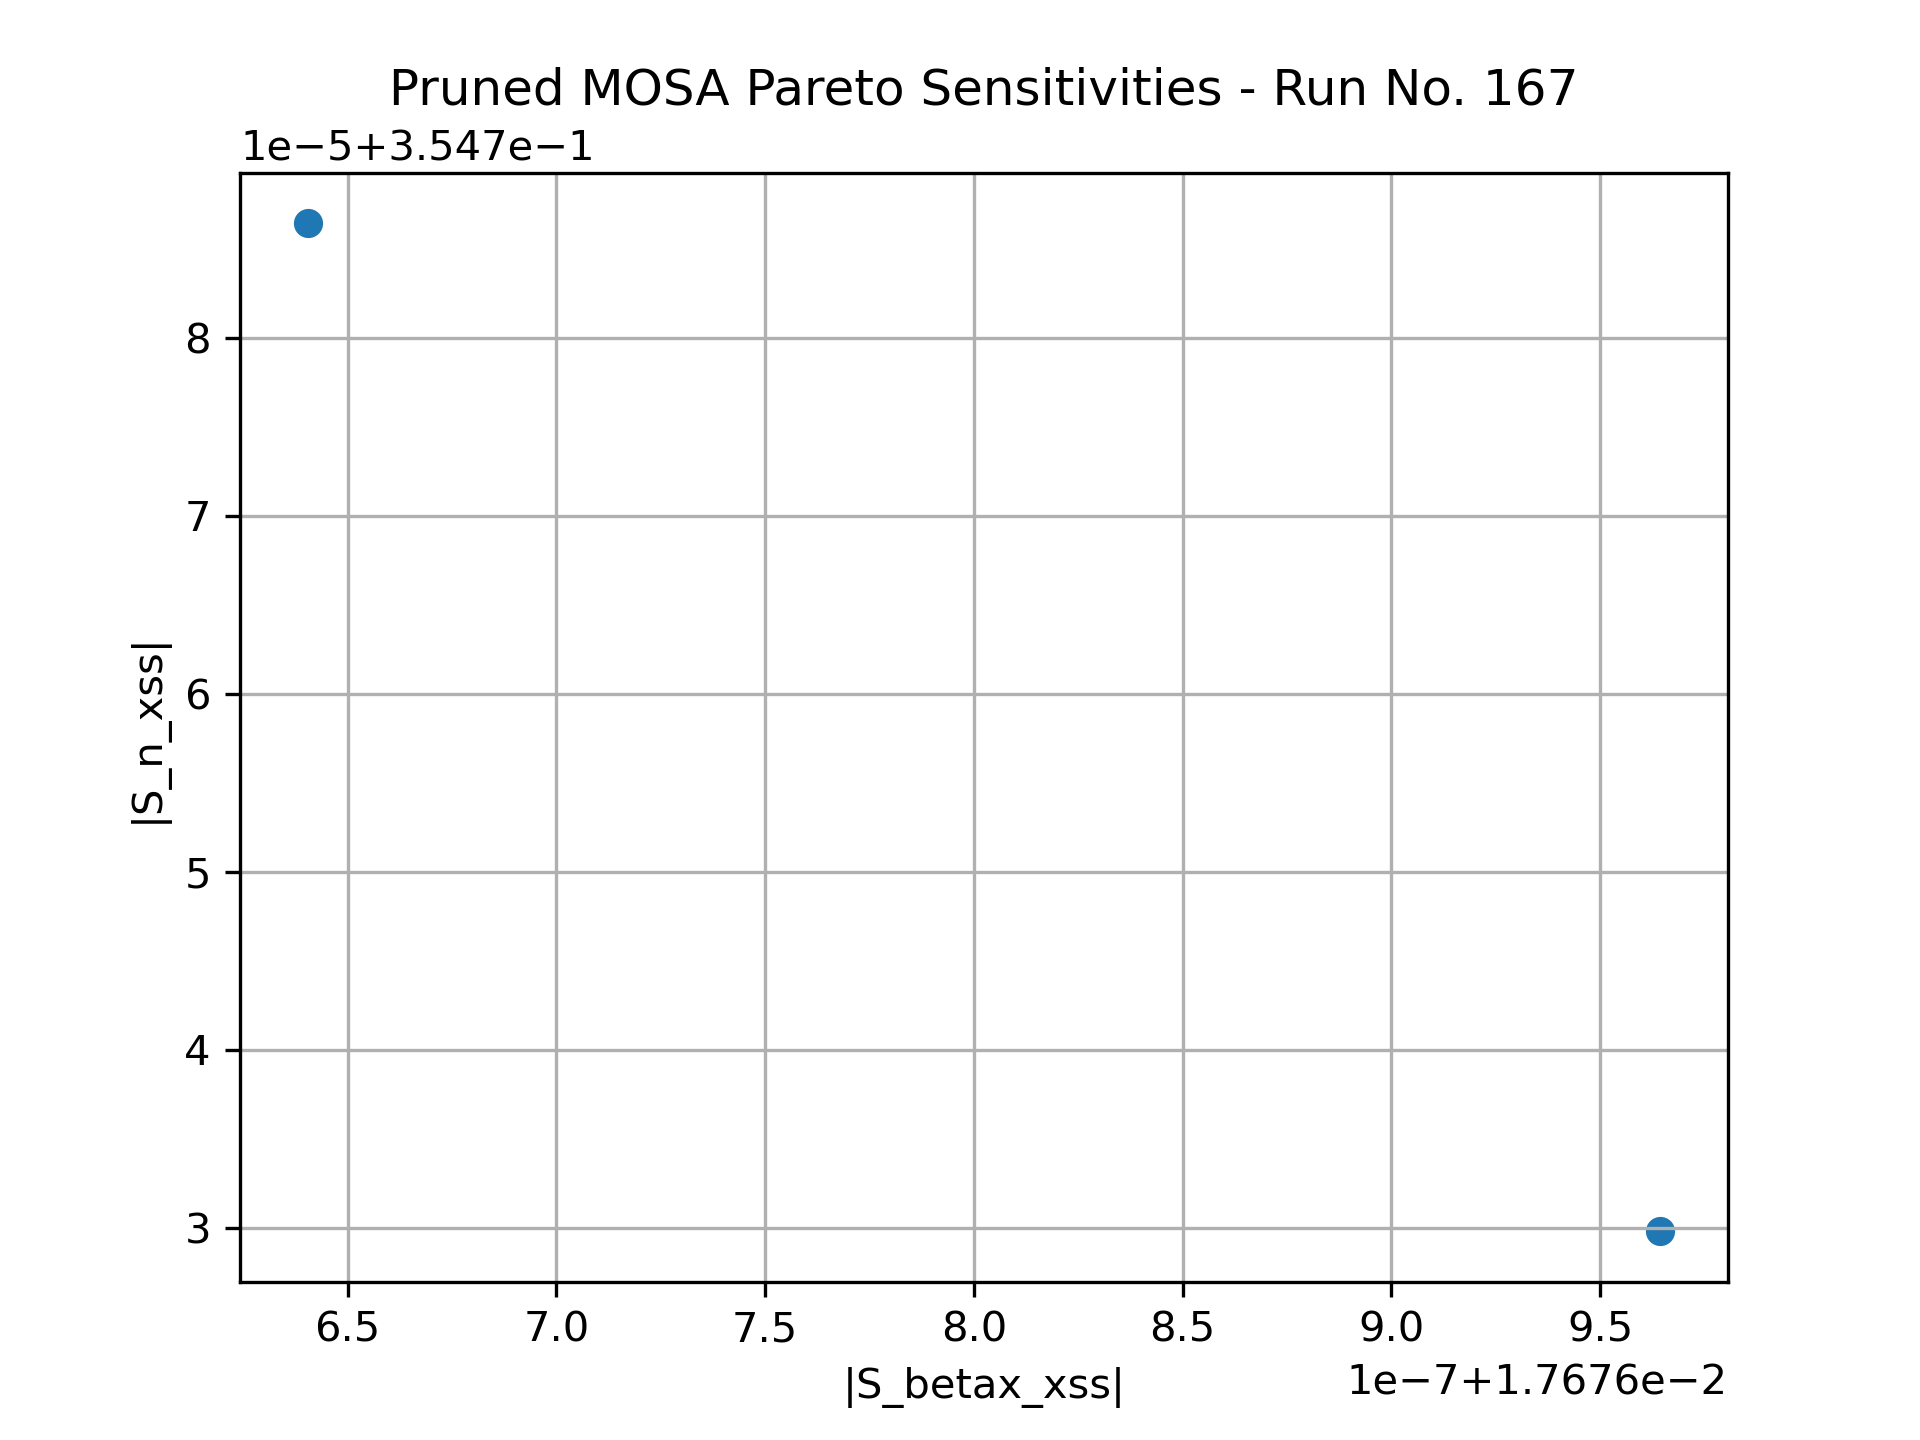 Pruned MOSA Pareto Sensitivities - Run No. 167
1e−5+3.547e−1
8
7
6
5
4
3
|S_n_xss|
6.5 7.0 7.5 8.0 8.5 9.0 9.5
|S_betax_xss|
1e−7+1.7676e−2